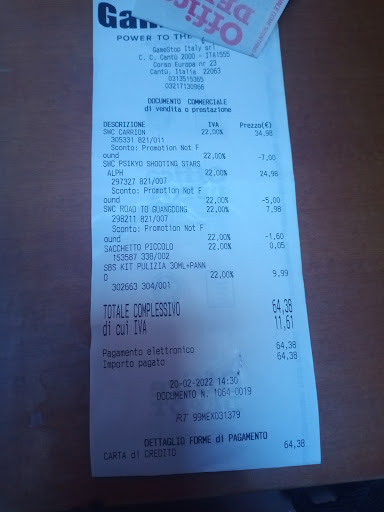 Gam
Offic
DE
POWER TO THE
GameStop Italy srl
C. C. Cantù 2000 - ITA1555
Corso Europa nr 23
Cantù, Italia 22063
0313515365
03217130966
DOCUMENTO COMMERCIALE
di vendita o prestazione
DESCRIZIONE IVA Prezzo(€)
SWC CARRION 22,00% 34,98
305331 821/011
Sconto: Promotion Not F
ound 22,00% -7,00
SWC PSIKYO SHOOTING STARS
ALPH 22,00% 24,98
297327 821/007
Sconto: Promotion Not F
ound 22,00% -5,00
SWC ROAD TO GUANGDONG 22,00% 7,98
298211 821/007
Sconto: Promotion Not F
ound 22,00% -1,60
SACCHETTO PICCOLO 22,00% 0,05
153587 338/002
SBS KIT PULIZIA 30ML+PANN
O 22,00% 9,99
302663 304/001
TOTALE COMPLESSIVO 64,38
di cui IVA 11,61
Pagamento elettronico 64,38
Importo pagato 64,38
20-02-2022 14:30
DOCUMENTO N. 1064-0019
RT 99MEX031379
DETTAGLIO FORME di PAGAMENTO
CARTA di CREDITO 64,38